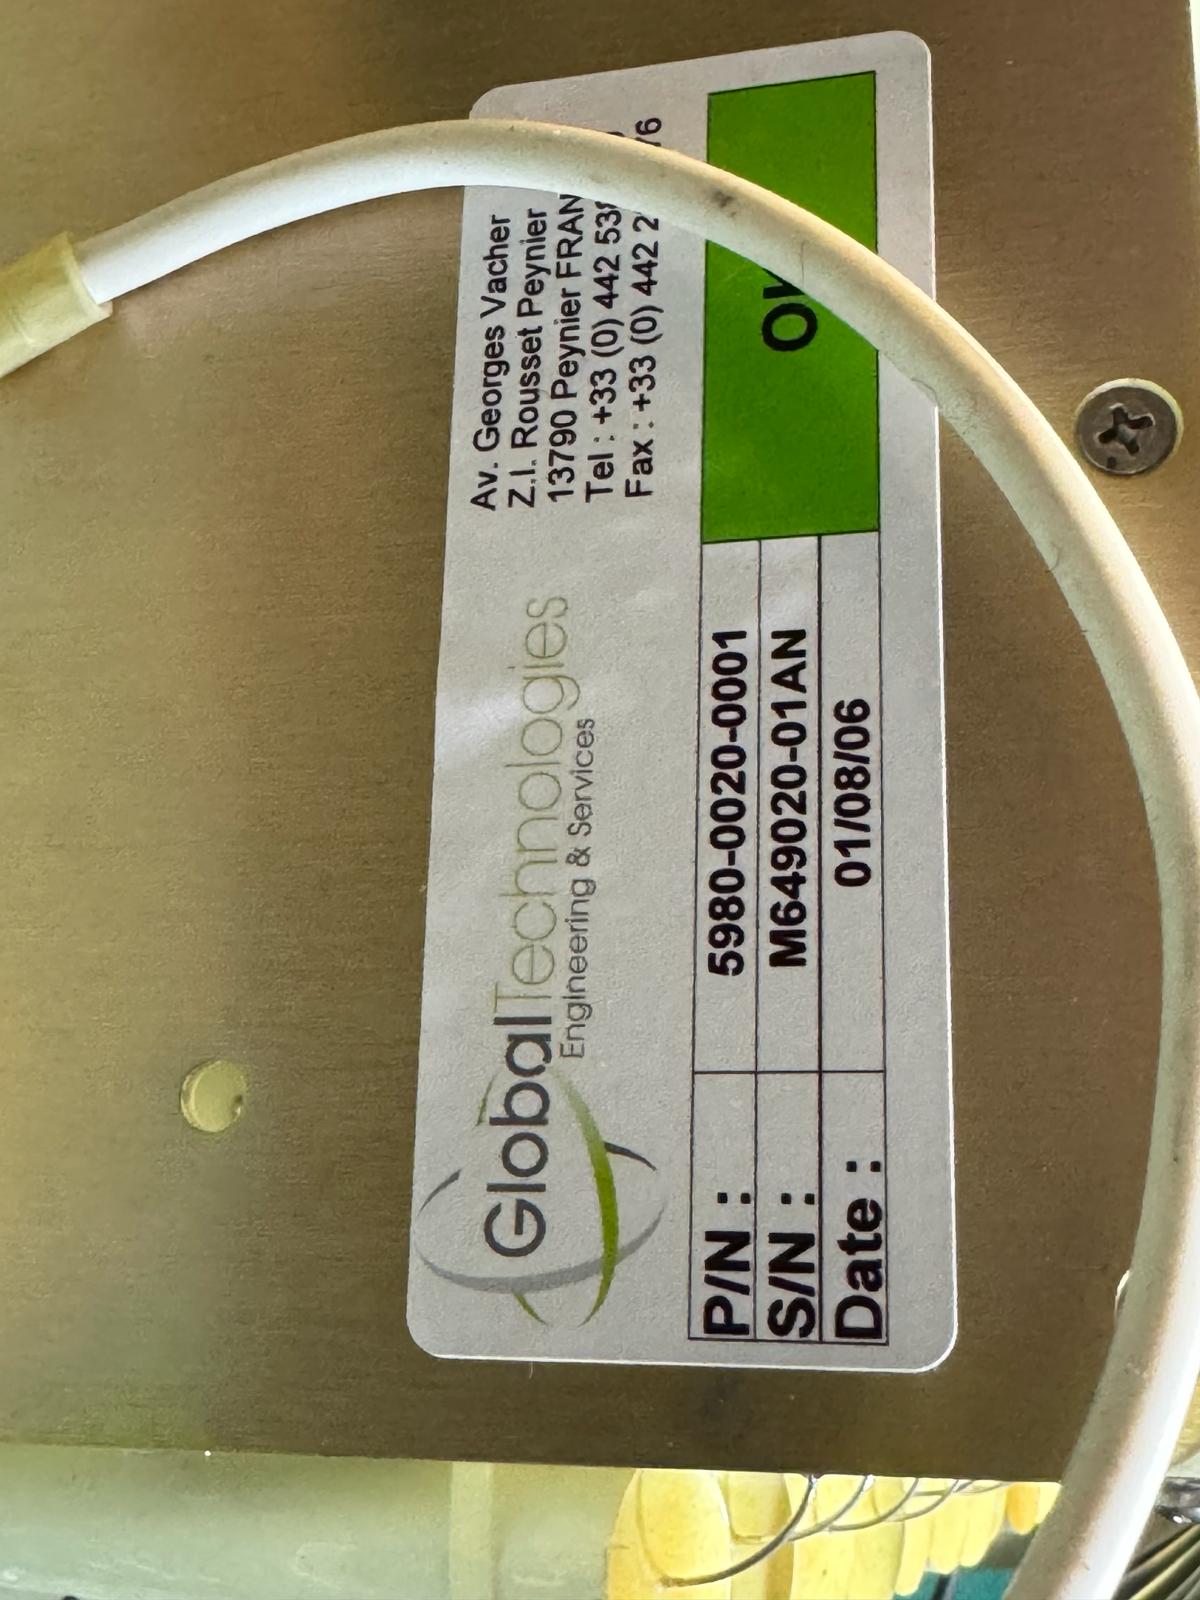 GlobalTechnologies
Engineering & Services
Av. Georges Vacher
Z.I. Rousset Peynier
13790 Peynier
Tel : +33 (0) 442
Fax : +33 (0) 442
P/N : 5980-0020-0001
S/N : M649020-01AN
Date : 01/08/06